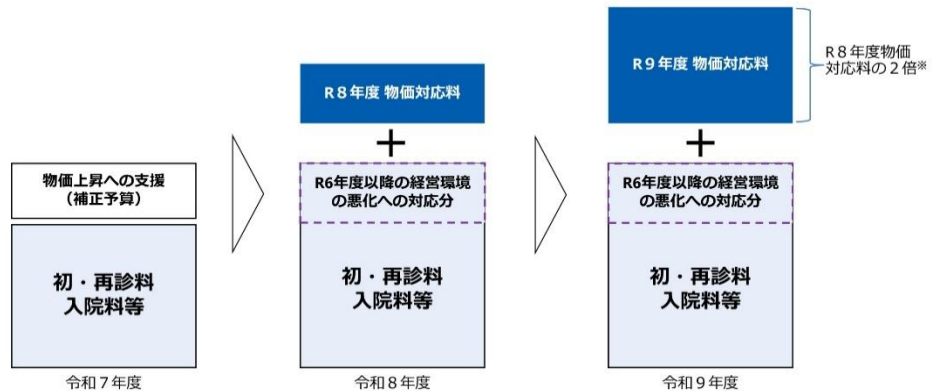 物価上昇への支援
（補正予算）
初・再診料
入院料等
令和７年度
R８年度 物価対応料
＋
R6年度以降の経営環境
の悪化への対応分
初・再診料
入院料等
令和８年度
R９年度 物価対応料
＋
R6年度以降の経営環境
の悪化への対応分
初・再診料
入院料等
令和９年度
R８年度物価
対応料の２倍※